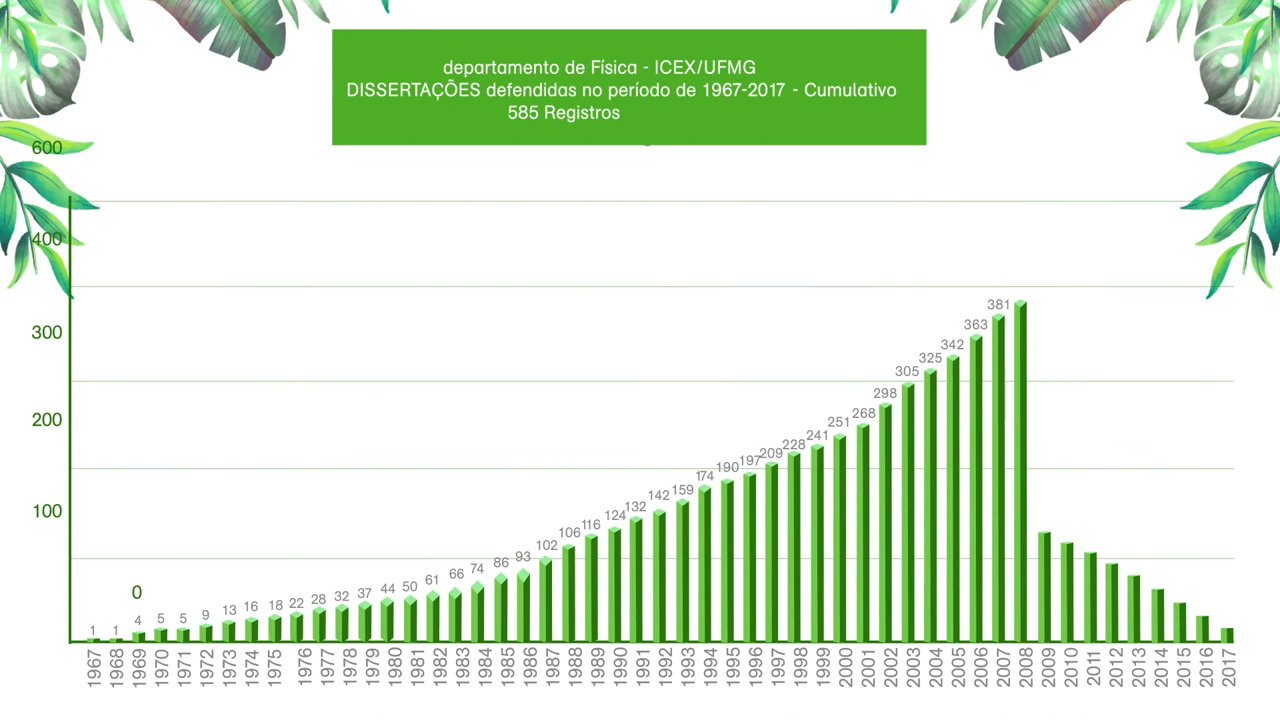 departamento de Física - ICEX/UFMG
DISSERTAÇÕES defendidas no período de 1967-2017 - Cumulativo
585 Registros
600
400
300
200
100
0
1 1 4 5 5 9 13 16 18 22 28 32 37 44 50 61 66 74 86 93 102 106 116 124 132 142 159 174 190 197 209 228 241 251 268 298 305 325 342 363 381
1967 1968 1969 1970 1971 1972 1973 1974 1975 1976 1977 1978 1979 1980 1981 1982 1983 1984 1985 1986 1987 1988 1989 1990 1991 1992 1993 1994 1995 1996 1997 1998 1999 2000 2001 2002 2003 2004 2005 2006 2007 2008 2009 2010 2011 2012 2013 2014 2015 2016 2017